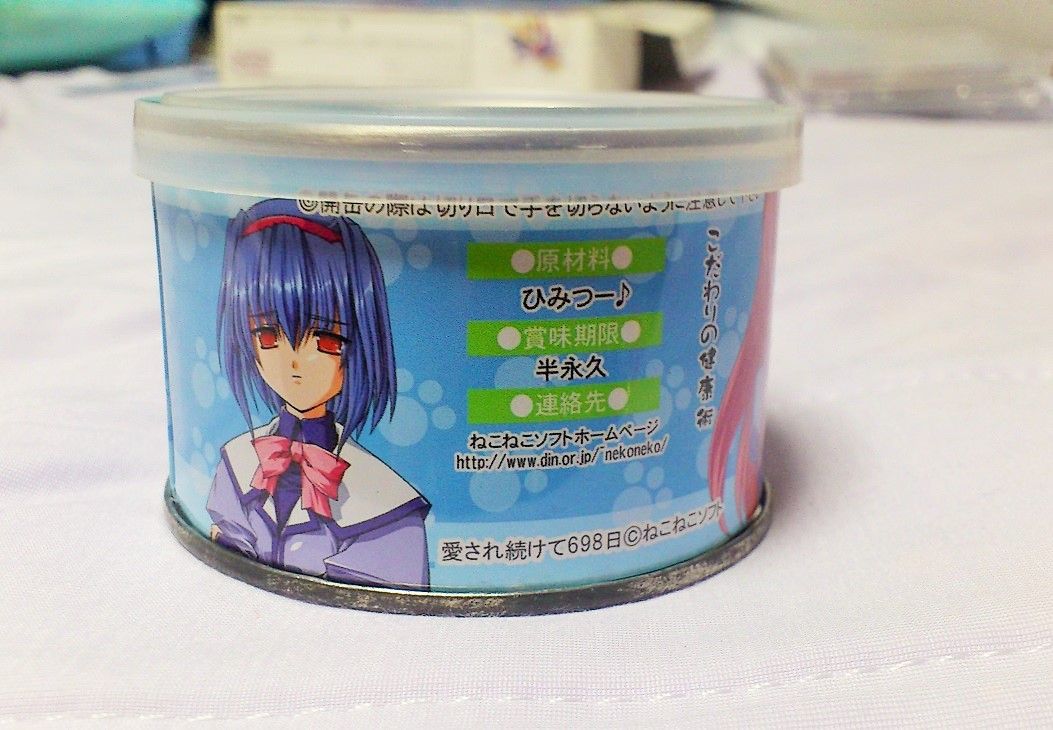 ◎開缶の際は切り口で手を切らないように注意して下さ
●原材料●
ひみつー♪
●賞味期限●
半永久
●連絡先●
ねこねこソフトホームページ
http://www.din.or.jp/~nekoneko/
愛され続けて698日©ねこねこソフト
こだわりの健康術